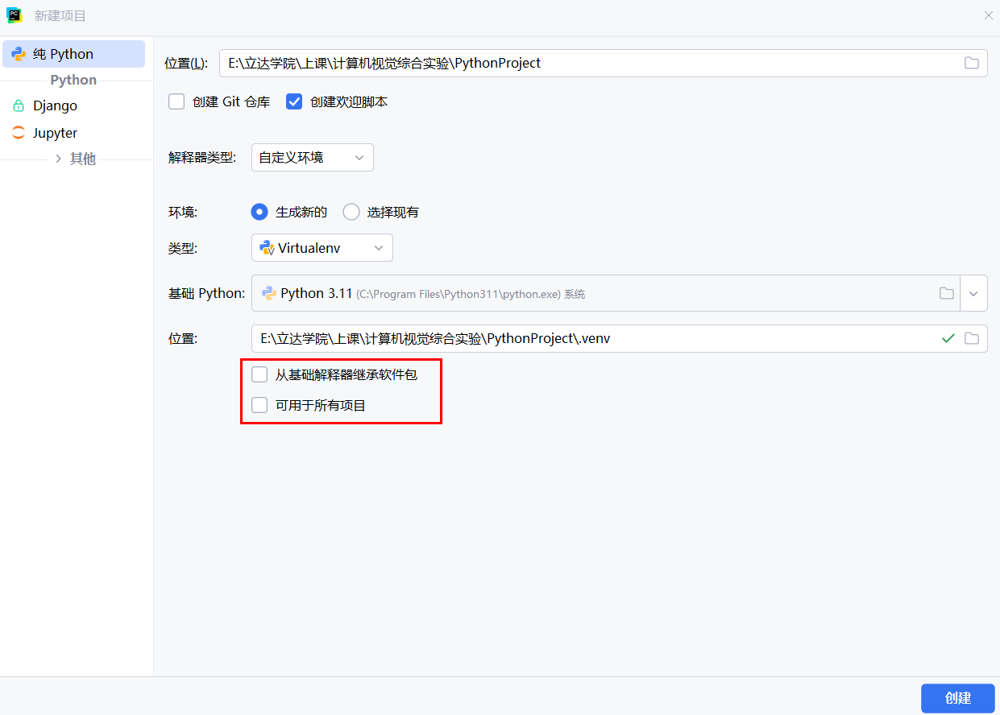 新建项目
纯 Python
Python
Django
Jupyter
其他
位置(L): E:\立达学院\上课\计算机视觉综合实验\PythonProject
创建 Git 仓库 创建欢迎脚本
解释器类型: 自定义环境
环境: 生成新的 选择现有
类型: Virtualenv
基础 Python: Python 3.11 (C:\Program Files\Python311\python.exe) 系统
位置: E:\立达学院\上课\计算机视觉综合实验\PythonProject\.venv
从基础解释器继承软件包
可用于所有项目
创建